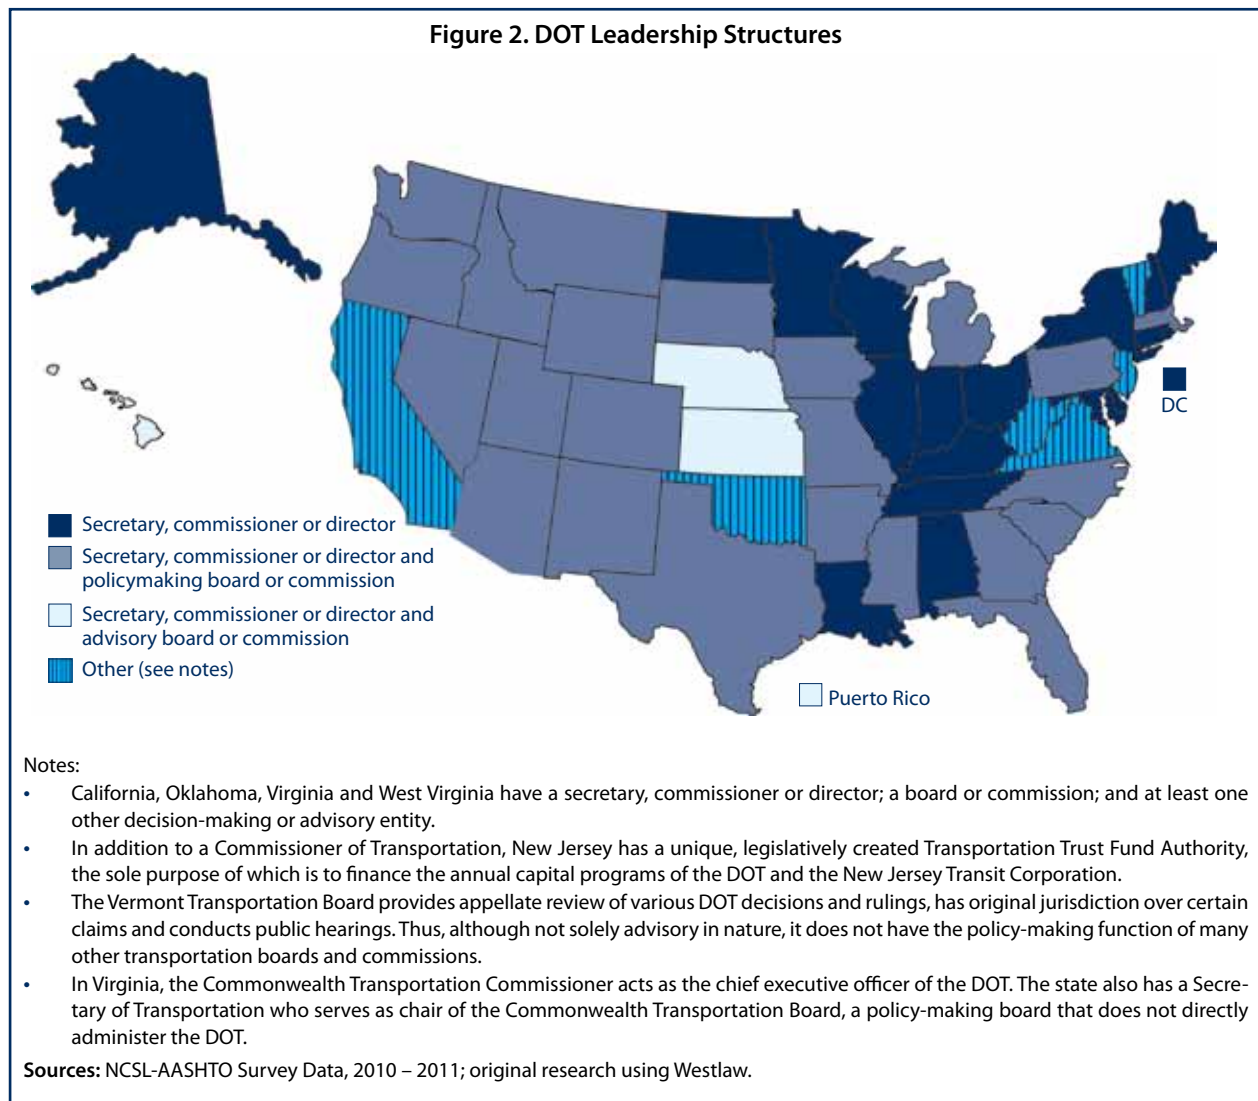 Figure 2. DOT Leadership Structures
DC
Secretary, commissioner or director
Secretary, commissioner or director and
policymaking board or commission
Secretary, commissioner or director and
advisory board or commission
Other (see notes)
Puerto Rico
Notes:
• California, Oklahoma, Virginia and West Virginia have a secretary, commissioner or director; a board or commission; and at least one
other decision-making or advisory entity.
• In addition to a Commissioner of Transportation, New Jersey has a unique, legislatively created Transportation Trust Fund Authority,
the sole purpose of which is to finance the annual capital programs of the DOT and the New Jersey Transit Corporation.
• The Vermont Transportation Board provides appellate review of various DOT decisions and rulings, has original jurisdiction over certain
claims and conducts public hearings. Thus, although not solely advisory in nature, it does not have the policy-making function of many
other transportation boards and commissions.
• In Virginia, the Commonwealth Transportation Commissioner acts as the chief executive officer of the DOT. The state also has a Secre-
tary of Transportation who serves as chair of the Commonwealth Transportation Board, a policy-making board that does not directly
administer the DOT.
Sources: NCSL-AASHTO Survey Data, 2010 – 2011; original research using Westlaw.